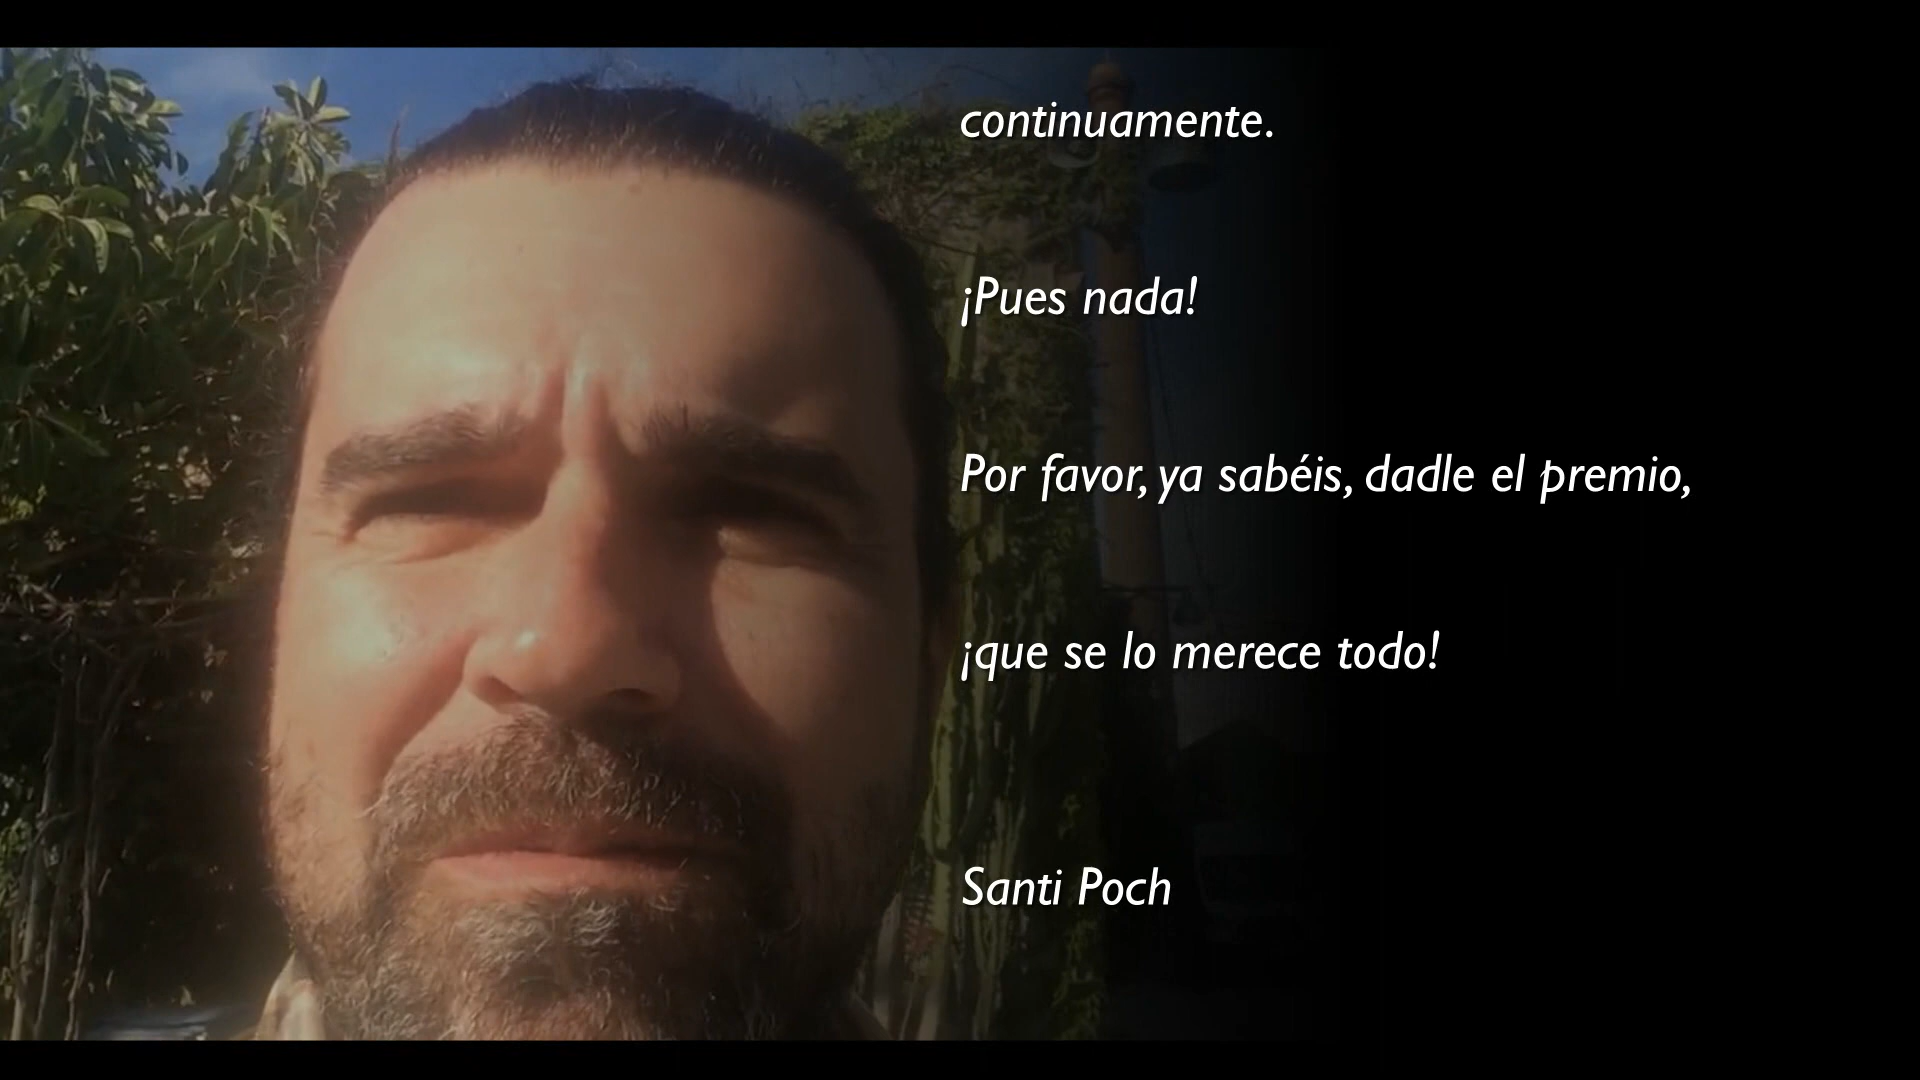 continuamente.
¡Pues nada!
Por favor, ya sabéis, dadle el premio,
¡que se lo merece todo!
Santi Poch